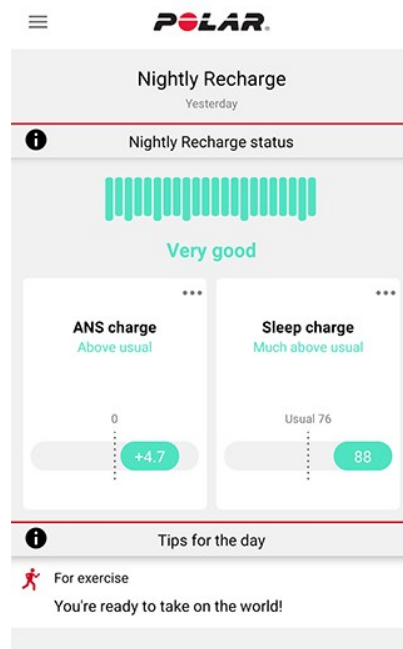 POLAR.
Nightly Recharge
Yesterday
Nightly Recharge status
Very good
ANS charge
Above usual
0
+4.7
Sleep charge
Much above usual
Usual 76
88
Tips for the day
For exercise
You're ready to take on the world!